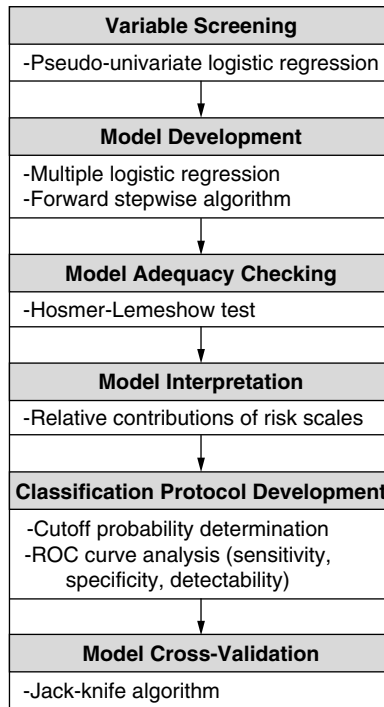 Variable Screening
-Pseudo-univariate logistic regression
Model Development
-Multiple logistic regression
-Forward stepwise algorithm
Model Adequacy Checking
-Hosmer-Lemeshow test
Model Interpretation
-Relative contributions of risk scales
Classification Protocol Development
-Cutoff probability determination
-ROC curve analysis (sensitivity,
specificity, detectability)
Model Cross-Validation
-Jack-knife algorithm